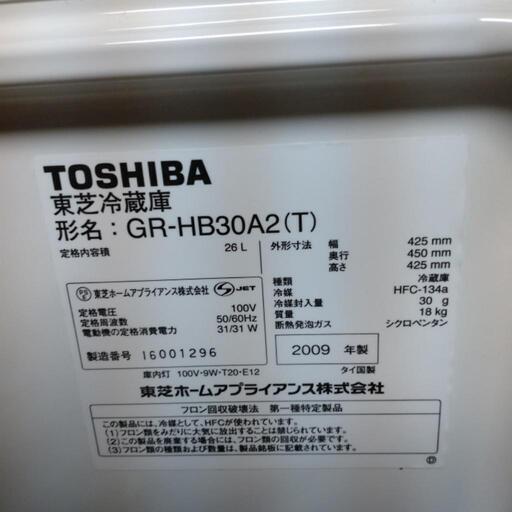 TOSHIBA
東芝冷蔵庫
形名：GR-HB30A2(T)
定格内容積 26 L
外形寸法 幅 425 mm
奥行 450 mm
高さ 425 mm
種類 冷蔵庫
冷媒 HFC-134a
冷媒封入量 30 g
質量 18 kg
断熱発泡ガス シクロペンタン
PSE 東芝ホームアプライアンス株式会社 S JET
定格電圧 100V
定格周波数 50/60Hz
電動機の定格消費電力 31/31 W
製造番号 16001296
2009 年製
庫内灯 100V-9W-T20-E12
タイ国製
東芝ホームアプライアンス株式会社
フロン回収破壊法 第一種特定製品
この製品には、冷媒として、HFCが使われています。
(1)フロン類をみだりに大気に放出することは禁じられています。
(2)この製品を廃棄する場合には、フロン類の回収が必要です。
(3)フロン類の種類および数量は、製品銘板に記載されています。
D